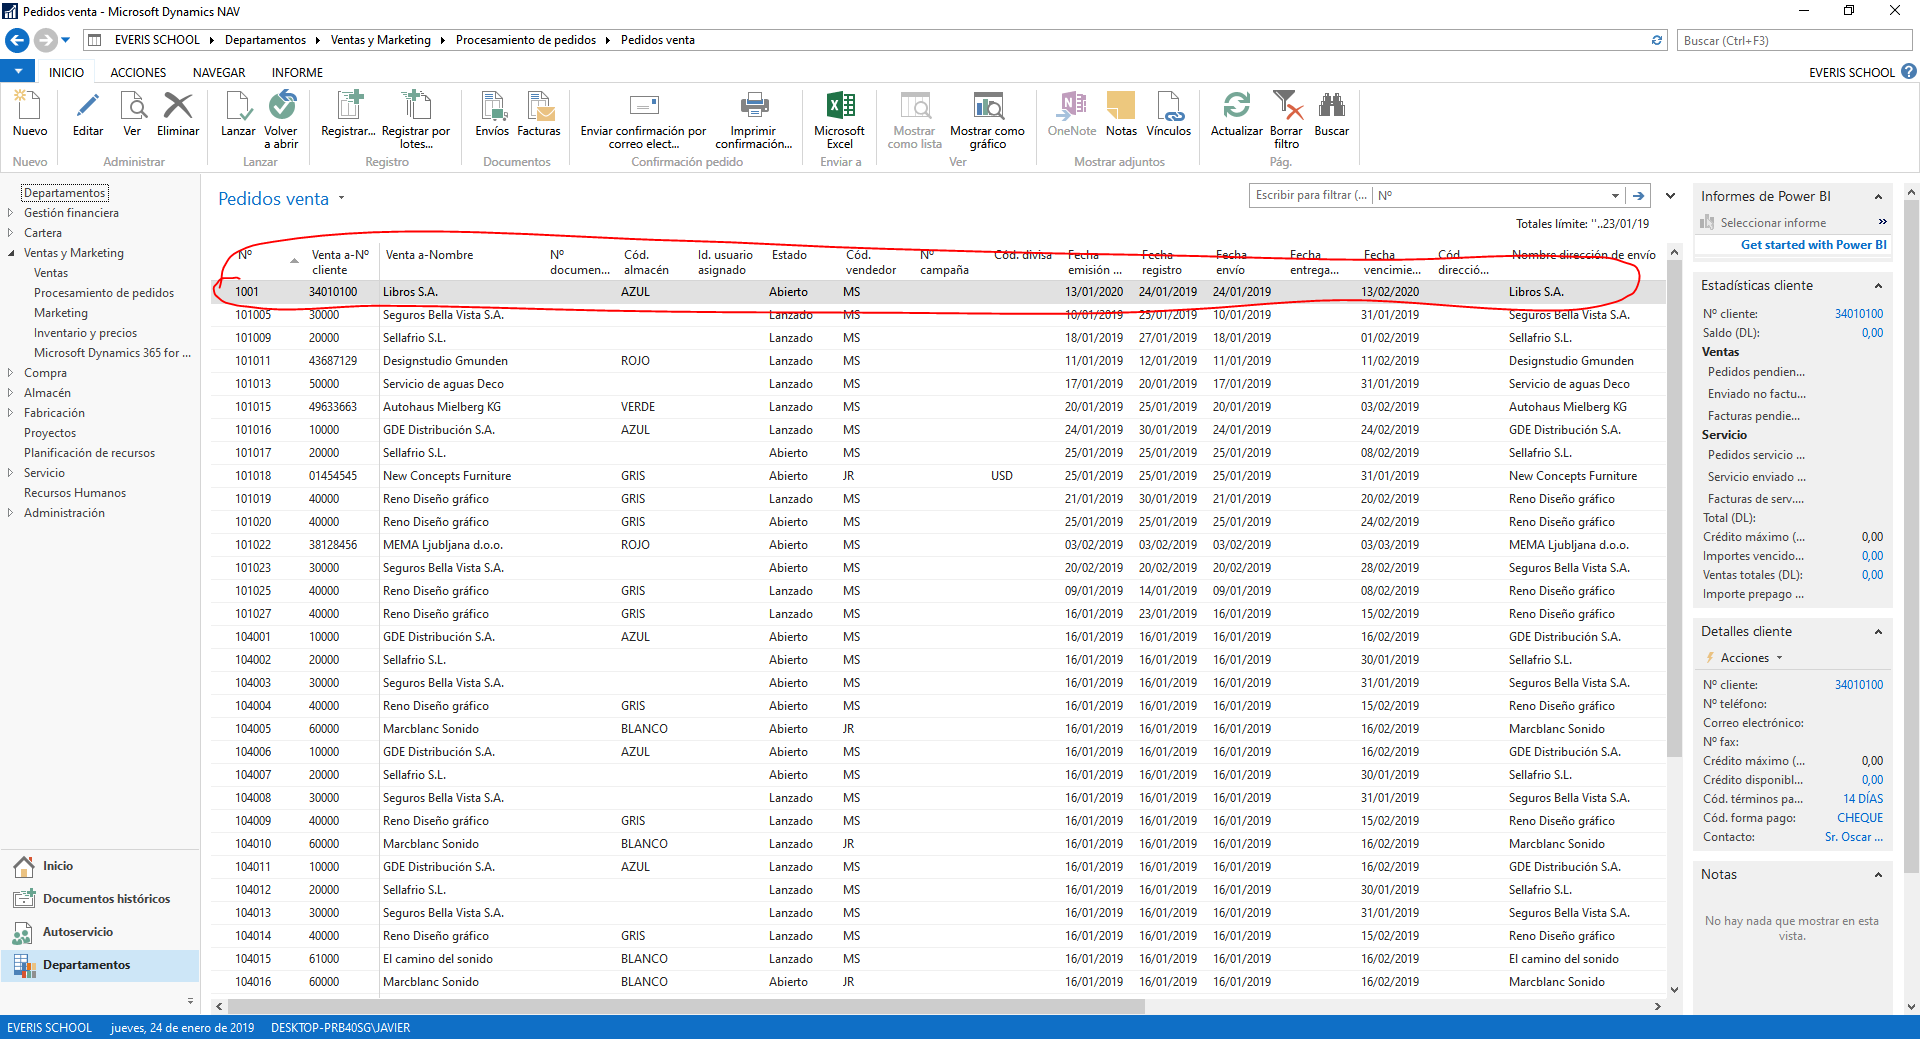 Pedidos venta - Microsoft Dynamics NAV
EVERIS SCHOOL Departamentos Ventas y Marketing Procesamiento de pedidos Pedidos venta
Buscar (Ctrl+F3)
INICIO ACCIONES NAVEGAR INFORME
EVERIS SCHOOL
Nuevo Editar Ver Eliminar Lanzar Volver a abrir Registrar... Registrar por lotes... Envíos Facturas Enviar confirmación por correo elect... Imprimir confirmación... Microsoft Excel Mostrar como lista Mostrar como gráfico OneNote Notas Vínculos Actualizar Borrar filtro Buscar
Nuevo Administrar Lanzar Registro Documentos Confirmación pedido Enviar a Ver Mostrar adjuntos Pág.
Departamentos
Gestión financiera
Cartera
Ventas y Marketing
Ventas
Procesamiento de pedidos
Marketing
Inventario y precios
Microsoft Dynamics 365 for ...
Compra
Almacén
Fabricación
Proyectos
Planificación de recursos
Servicio
Recursos Humanos
Administración
Inicio
Documentos históricos
Autoservicio
Departamentos
Pedidos venta
Escribir para filtrar (... Nº
Totales límite: ''..23/01/19
Nº Venta a-Nº cliente Venta a-Nombre Nº documen... Cód. almacén Id. usuario asignado Estado Cód. vendedor Nº campaña Cód. divisa Fecha emisión ... Fecha registro Fecha envío Fecha entrega... Fecha vencimie... Cód. direcció... Nombre dirección de envío
1001 34010100 Libros S.A. AZUL Abierto MS 13/01/2020 24/01/2019 24/01/2019 13/02/2020 Libros S.A.
101005 30000 Seguros Bella Vista S.A. Lanzado MS 10/01/2019 25/01/2019 10/01/2019 31/01/2019 Seguros Bella Vista S.A.
101009 20000 Sellafrio S.L. Lanzado MS 18/01/2019 27/01/2019 18/01/2019 01/02/2019 Sellafrio S.L.
101011 43687129 Designstudio Gmunden ROJO Lanzado MS 11/01/2019 12/01/2019 11/01/2019 11/02/2019 Designstudio Gmunden
101013 50000 Servicio de aguas Deco Lanzado MS 17/01/2019 20/01/2019 17/01/2019 31/01/2019 Servicio de aguas Deco
101015 49633663 Autohaus Mielberg KG VERDE Lanzado MS 20/01/2019 25/01/2019 20/01/2019 03/02/2019 Autohaus Mielberg KG
101016 10000 GDE Distribución S.A. AZUL Lanzado MS 24/01/2019 30/01/2019 24/01/2019 24/02/2019 GDE Distribución S.A.
101017 20000 Sellafrio S.L. Abierto MS 25/01/2019 25/01/2019 25/01/2019 08/02/2019 Sellafrio S.L.
101018 01454545 New Concepts Furniture GRIS Abierto JR USD 25/01/2019 25/01/2019 25/01/2019 31/01/2019 New Concepts Furniture
101019 40000 Reno Diseño gráfico GRIS Lanzado MS 21/01/2019 30/01/2019 21/01/2019 20/02/2019 Reno Diseño gráfico
101020 40000 Reno Diseño gráfico GRIS Abierto MS 25/01/2019 25/01/2019 25/01/2019 24/02/2019 Reno Diseño gráfico
101022 38128456 MEMA Ljubljana d.o.o. ROJO Abierto MS 03/02/2019 03/02/2019 03/02/2019 03/03/2019 MEMA Ljubljana d.o.o.
101023 30000 Seguros Bella Vista S.A. Abierto MS 20/02/2019 20/02/2019 20/02/2019 28/02/2019 Seguros Bella Vista S.A.
101025 40000 Reno Diseño gráfico GRIS Lanzado MS 09/01/2019 14/01/2019 09/01/2019 08/02/2019 Reno Diseño gráfico
101027 40000 Reno Diseño gráfico GRIS Lanzado MS 16/01/2019 23/01/2019 16/01/2019 15/02/2019 Reno Diseño gráfico
104001 10000 GDE Distribución S.A. AZUL Abierto MS 16/01/2019 16/01/2019 16/01/2019 16/02/2019 GDE Distribución S.A.
104002 20000 Sellafrio S.L. Abierto MS 16/01/2019 16/01/2019 16/01/2019 30/01/2019 Sellafrio S.L.
104003 30000 Seguros Bella Vista S.A. Abierto MS 16/01/2019 16/01/2019 16/01/2019 31/01/2019 Seguros Bella Vista S.A.
104004 40000 Reno Diseño gráfico GRIS Abierto MS 16/01/2019 16/01/2019 16/01/2019 15/02/2019 Reno Diseño gráfico
104005 60000 Marcblanc Sonido BLANCO Abierto JR 16/01/2019 16/01/2019 16/01/2019 16/02/2019 Marcblanc Sonido
104006 10000 GDE Distribución S.A. AZUL Abierto MS 16/01/2019 16/01/2019 16/01/2019 16/02/2019 GDE Distribución S.A.
104007 20000 Sellafrio S.L. Abierto MS 16/01/2019 16/01/2019 16/01/2019 30/01/2019 Sellafrio S.L.
104008 30000 Seguros Bella Vista S.A. Lanzado MS 16/01/2019 16/01/2019 16/01/2019 31/01/2019 Seguros Bella Vista S.A.
104009 40000 Reno Diseño gráfico GRIS Lanzado MS 16/01/2019 16/01/2019 16/01/2019 15/02/2019 Reno Diseño gráfico
104010 60000 Marcblanc Sonido BLANCO Lanzado JR 16/01/2019 16/01/2019 16/01/2019 16/02/2019 Marcblanc Sonido
104011 10000 GDE Distribución S.A. AZUL Lanzado MS 16/01/2019 16/01/2019 16/01/2019 16/02/2019 GDE Distribución S.A.
104012 20000 Sellafrio S.L. Lanzado MS 16/01/2019 16/01/2019 16/01/2019 30/01/2019 Sellafrio S.L.
104013 30000 Seguros Bella Vista S.A. Lanzado MS 16/01/2019 16/01/2019 16/01/2019 31/01/2019 Seguros Bella Vista S.A.
104014 40000 Reno Diseño gráfico GRIS Lanzado MS 16/01/2019 16/01/2019 16/01/2019 15/02/2019 Reno Diseño gráfico
104015 61000 El camino del sonido BLANCO Lanzado MS 16/01/2019 16/01/2019 16/01/2019 16/02/2019 El camino del sonido
104016 60000 Marcblanc Sonido BLANCO Abierto JR 16/01/2019 16/01/2019 16/01/2019 16/02/2019 Marcblanc Sonido
Informes de Power BI
Seleccionar informe »
Get started with Power BI
Estadísticas cliente
Nº cliente: 34010100
Saldo (DL): 0,00
Ventas
Pedidos pendien...
Enviado no factu...
Facturas pendie...
Servicio
Pedidos servicio ...
Servicio enviado ...
Facturas de serv....
Total (DL):
Crédito máximo (... 0,00
Importes vencido... 0,00
Ventas totales (DL): 0,00
Importe prepago ...
Detalles cliente
Acciones
Nº cliente: 34010100
Nº teléfono:
Correo electrónico:
Nº fax:
Crédito máximo (... 0,00
Crédito disponibl... 0,00
Cód. términos pa... 14 DÍAS
Cód. forma pago: CHEQUE
Contacto: Sr. Oscar ...
Notas
No hay nada que mostrar en esta
vista.
EVERIS SCHOOL jueves, 24 de enero de 2019 DESKTOP-PRB40SG\JAVIER